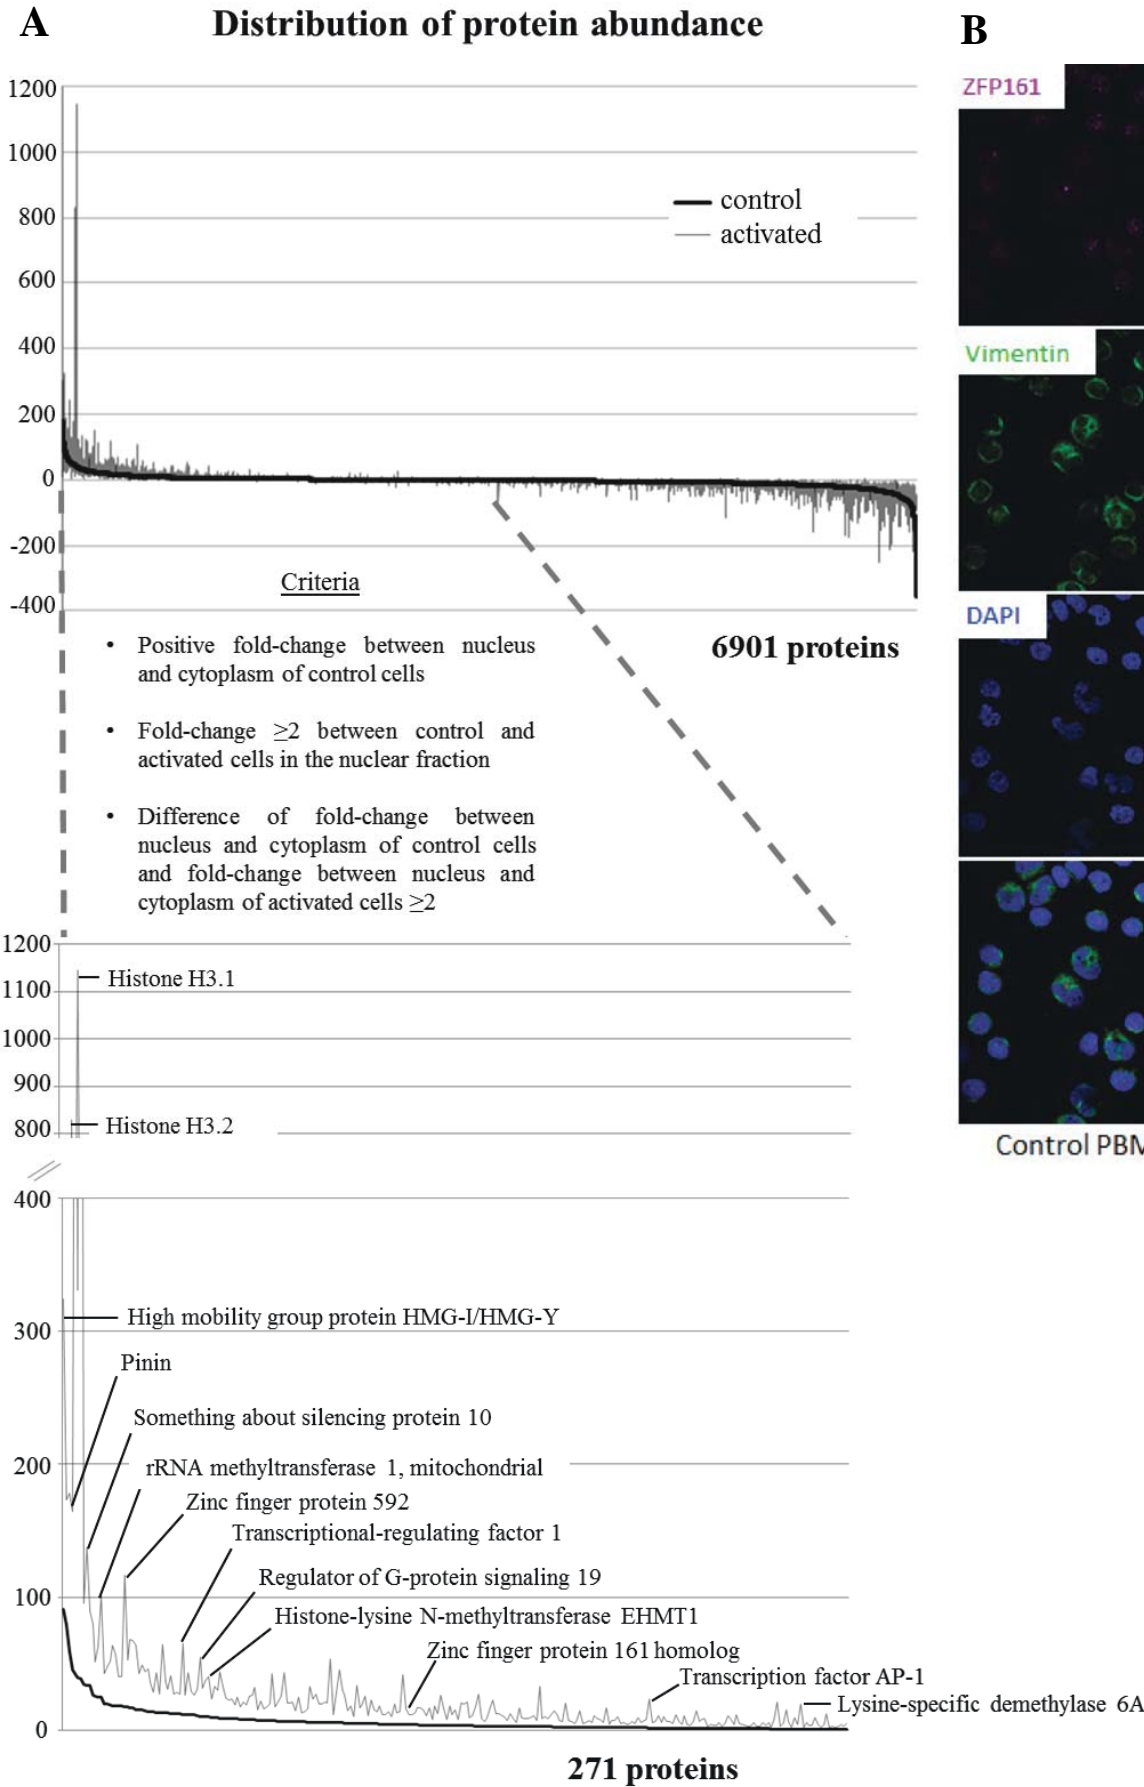 A
Distribution of protein abundance
1200
1000
800
600
400
200
0
-200
-400
control
activated
Criteria
• Positive fold-change between nucleus
and cytoplasm of control cells
• Fold-change ≥2 between control and
activated cells in the nuclear fraction
• Difference of fold-change between
nucleus and cytoplasm of control cells
and fold-change between nucleus and
cytoplasm of activated cells ≥2
6901 proteins
1200
1100
1000
900
800
400
300
200
100
0
Histone H3.1
Histone H3.2
High mobility group protein HMG-I/HMG-Y
Pinin
Something about silencing protein 10
rRNA methyltransferase 1, mitochondrial
Zinc finger protein 592
Transcriptional-regulating factor 1
Regulator of G-protein signaling 19
Histone-lysine N-methyltransferase EHMT1
Zinc finger protein 161 homolog
Transcription factor AP-1
Lysine-specific demethylase 6A
271 proteins
B
ZFP161
Vimentin
DAPI
Control PBM